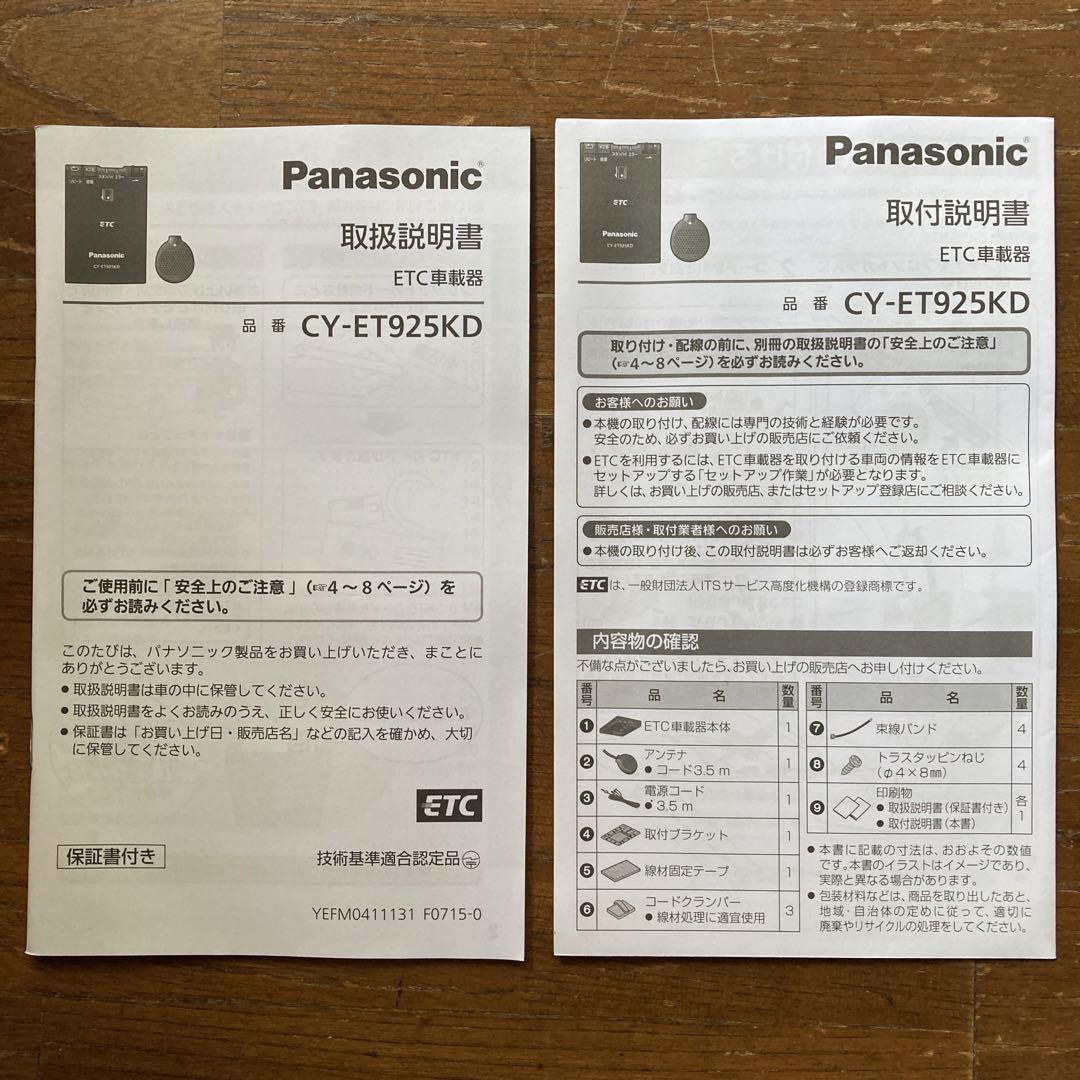 Panasonic®
取扱説明書
ETC車載器
品番 CY-ET925KD
ETC
Panasonic
CY-ET925KD
ご使用前に「安全上のご注意」(☞4～8ページ)を
必ずお読みください。
このたびは、パナソニック製品をお買い上げいただき、まことに
ありがとうございます。
● 取扱説明書は車の中に保管してください。
● 取扱説明書をよくお読みのうえ、正しく安全にお使いください。
● 保証書は「お買い上げ日・販売店名」などの記入を確かめ、大切
に保管してください。
ETC
保証書付き
技術基準適合認定品
YEFM0411131 F0715-0
Panasonic®
取付説明書
ETC車載器
品番 CY-ET925KD
ETC
Panasonic
CY-ET925KD
取り付け・配線の前に、別冊の取扱説明書の「安全上のご注意」
(☞4～8ページ)を必ずお読みください。
お客様へのお願い
●本機の取り付け、配線には専門の技術と経験が必要です。
安全のため、必ずお買い上げの販売店にご依頼ください。
●ETCを利用するには、ETC車載器を取り付ける車両の情報をETC車載器に
セットアップする「セットアップ作業」が必要となります。
詳しくは、お買い上げの販売店、またはセットアップ登録店にご相談ください。
販売店様・取付業者様へのお願い
●本機の取り付け後、この取付説明書は必ずお客様へご返却ください。
ETCは、一般財団法人ITSサービス高度化機構の登録商標です。
内容物の確認
不備な点がございましたら、お買い上げの販売店へお申し付けください。
番号 品名 数量
❶ ETC車載器本体 1
❷ アンテナ
● コード3.5 m 1
❸ 電源コード
● 3.5 m 1
❹ 取付ブラケット 1
❺ 線材固定テープ 1
❻ コードクランパー
● 線材処理に適宜使用 3
番号 品名 数量
❼ 束線バンド 4
❽ トラスタッピンねじ
(φ4×8㎜) 4
❾ 印刷物
● 取扱説明書(保証書付き)
● 取付説明書(本書) 各1
● 本書に記載の寸法は、おおよその数値
です。本書のイラストはイメージであり、
実際と異なる場合があります。
● 包装材料などは、商品を取り出したあと、
地域・自治体の定めに従って、適切に
廃棄やリサイクルの処理をしてください。